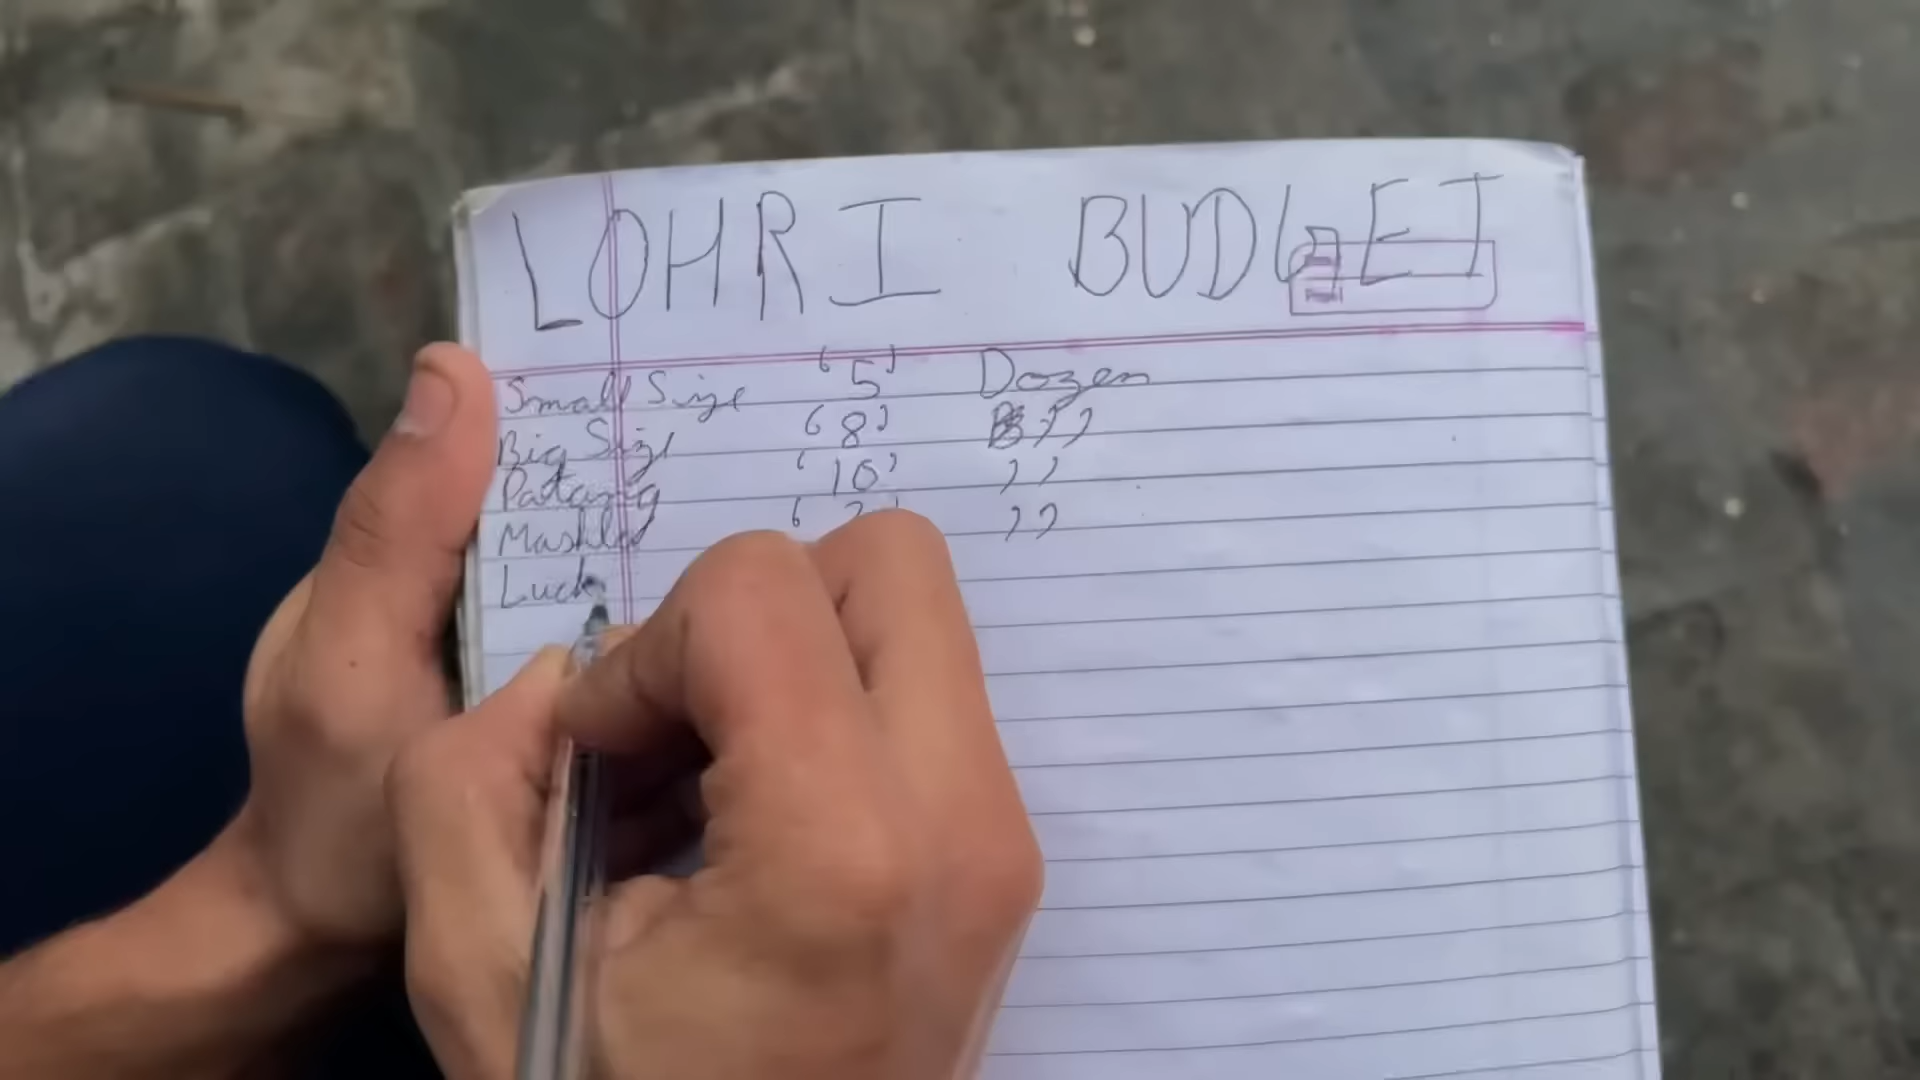 LOHRI BUDGET
Small Size '5' Dozen
Big Size '8' ,,
Patang '10' ,,
,,
Luck